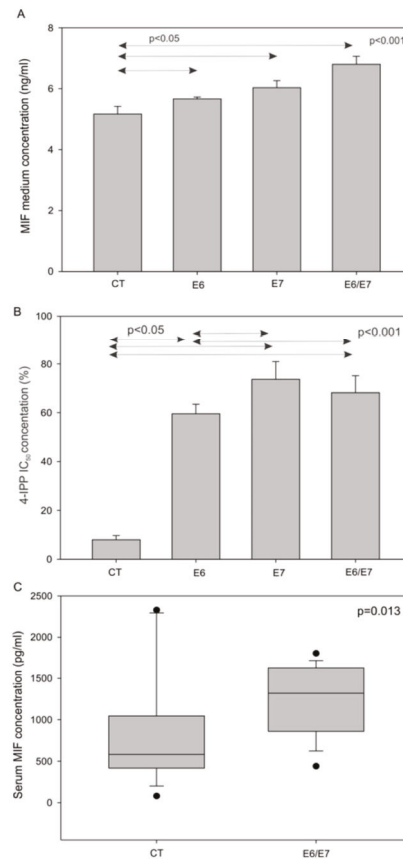 A
p<0.05
p<0.001
8
6
4
2
0
MIF medium concentration (ng/ml)
CT
E6
E7
E6/E7
B
100
80
60
40
20
0
p<0.05
p<0.001
4-IPP IC50 concentation (%)
CT
E6
E7
E6/E7
C
2500
2000
1500
1000
500
0
p=0.013
Serum MIF concentration (pg/ml)
CT
E6/E7